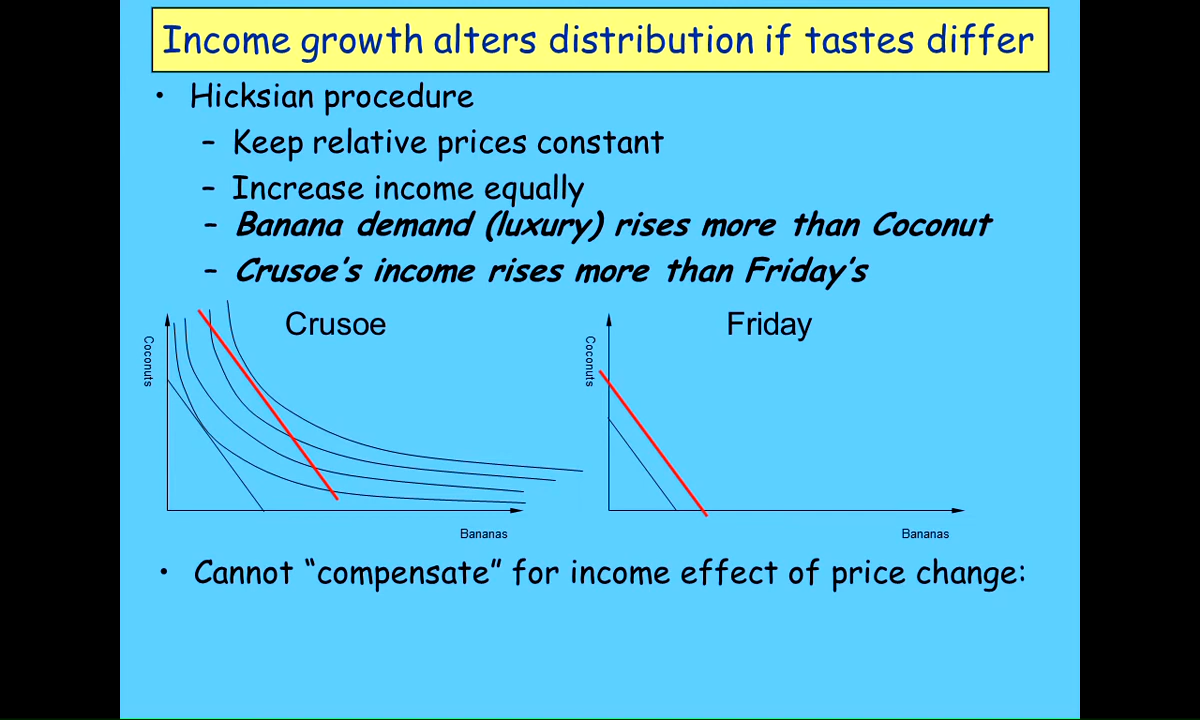 Income growth alters distribution if tastes differ
• Hicksian procedure
– Keep relative prices constant
– Increase income equally
– Banana demand (luxury) rises more than Coconut
– Crusoe's income rises more than Friday's
Crusoe
Coconuts
Bananas
Friday
Coconuts
Bananas
• Cannot “compensate” for income effect of price change: